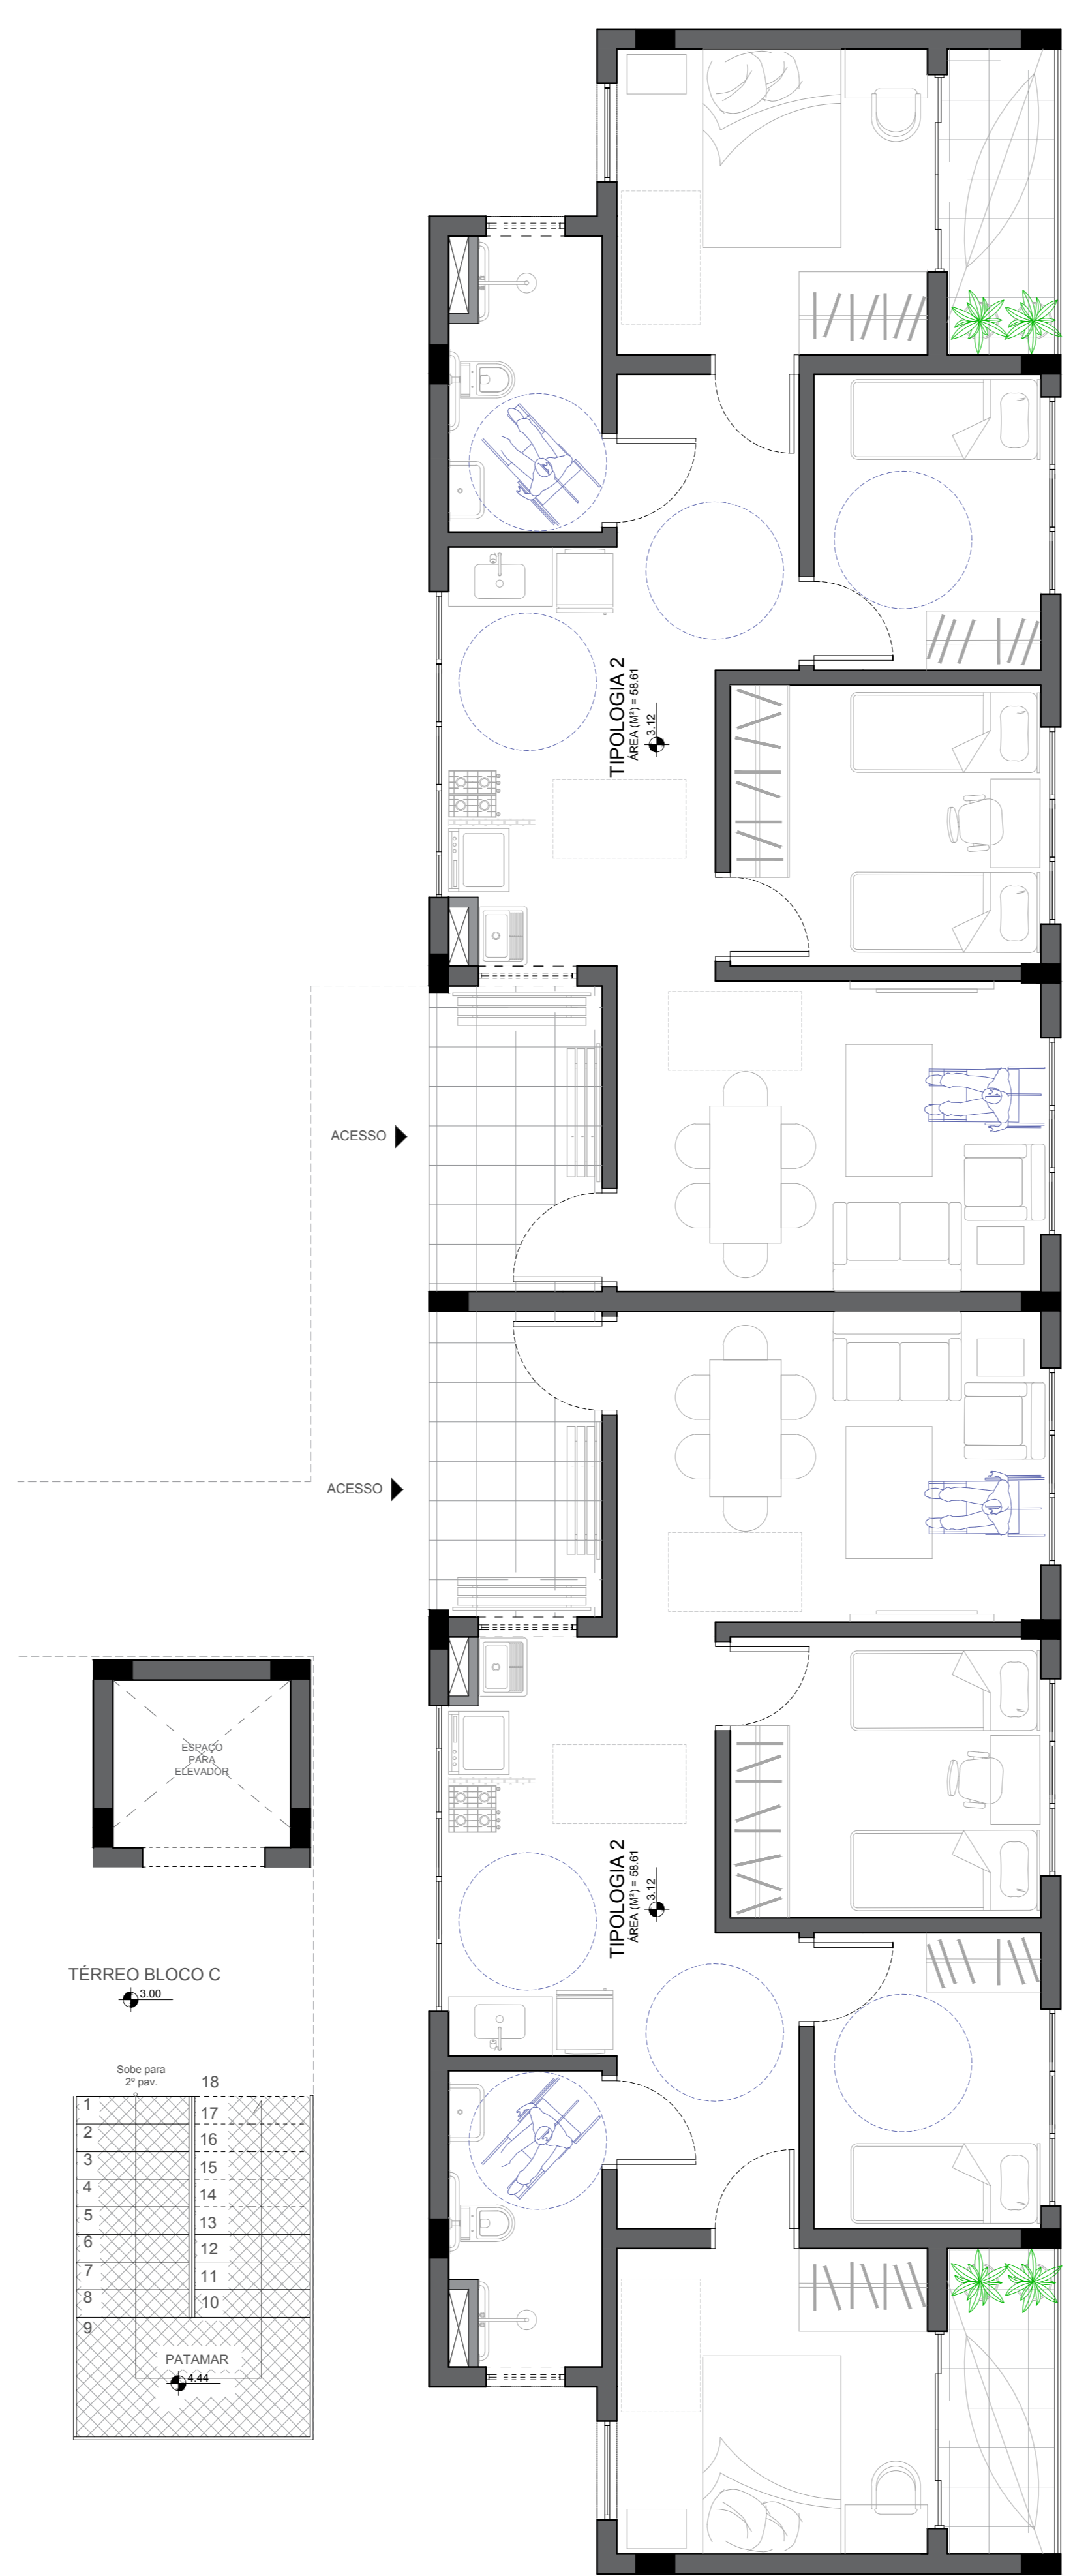 TIPOLOGIA 2
ÁREA (M²) = 58.61
3.12
ACESSO
ACESSO
ESPAÇO
PARA
ELEVADOR
TIPOLOGIA 2
ÁREA (M²) = 58.61
3.12
TÉRREO BLOCO C
3.00
Sobe para
2º pav.
18
1
17
2
16
3
15
4
14
5
13
6
12
7
11
8
10
9
PATAMAR
4.44